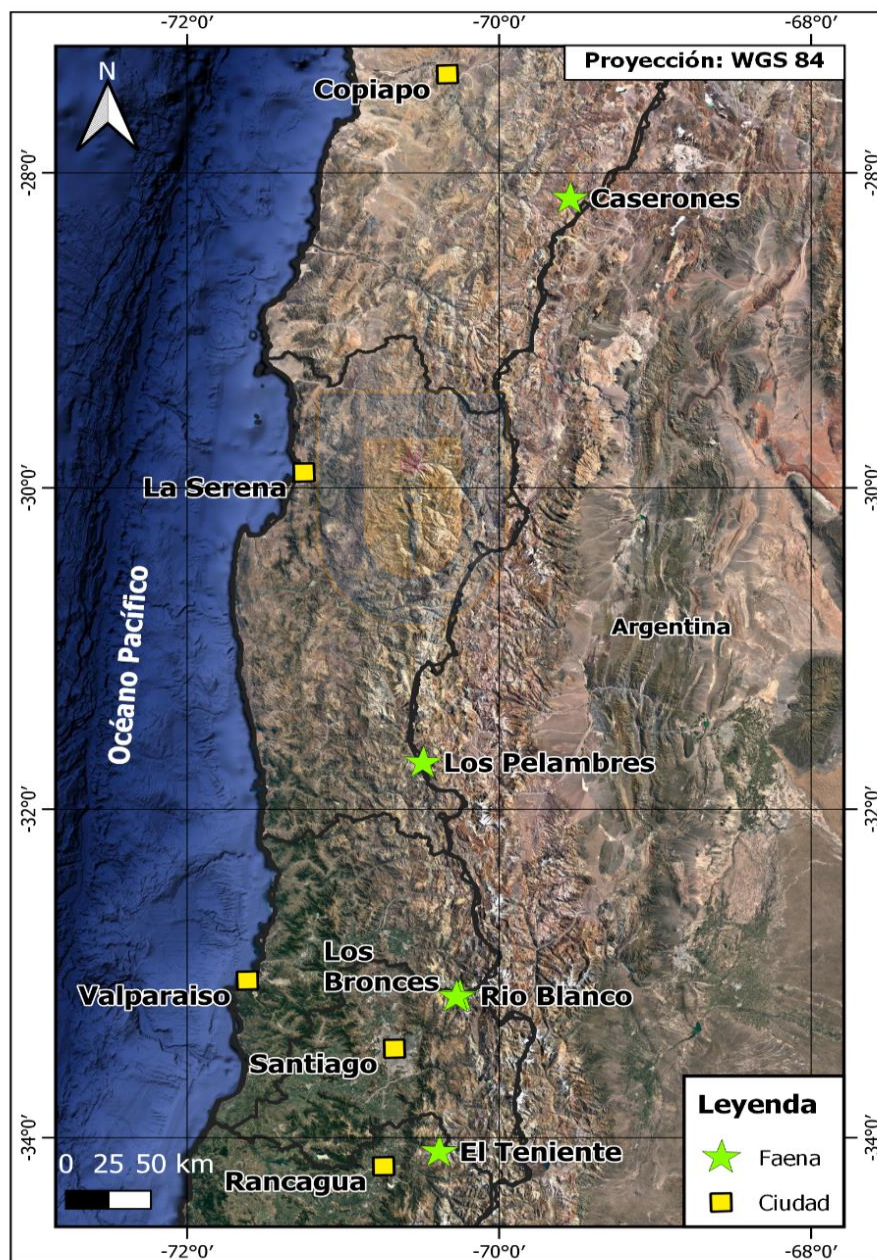 -72°0′ -70°0′ -68°0′
Proyección: WGS 84
N
Copiapo
-28°0′ -28°0′
Caserones
La Serena
-30°0′ -30°0′
Océano Pacífico
Argentina
Los Pelambres
-32°0′ -32°0′
Los
Bronces
Valparaiso
Rio Blanco
Santiago
Leyenda
-34°0′ -34°0′
El Teniente
Faena
0 25 50 km
Rancagua
Ciudad
-72°0′ -70°0′ -68°0′